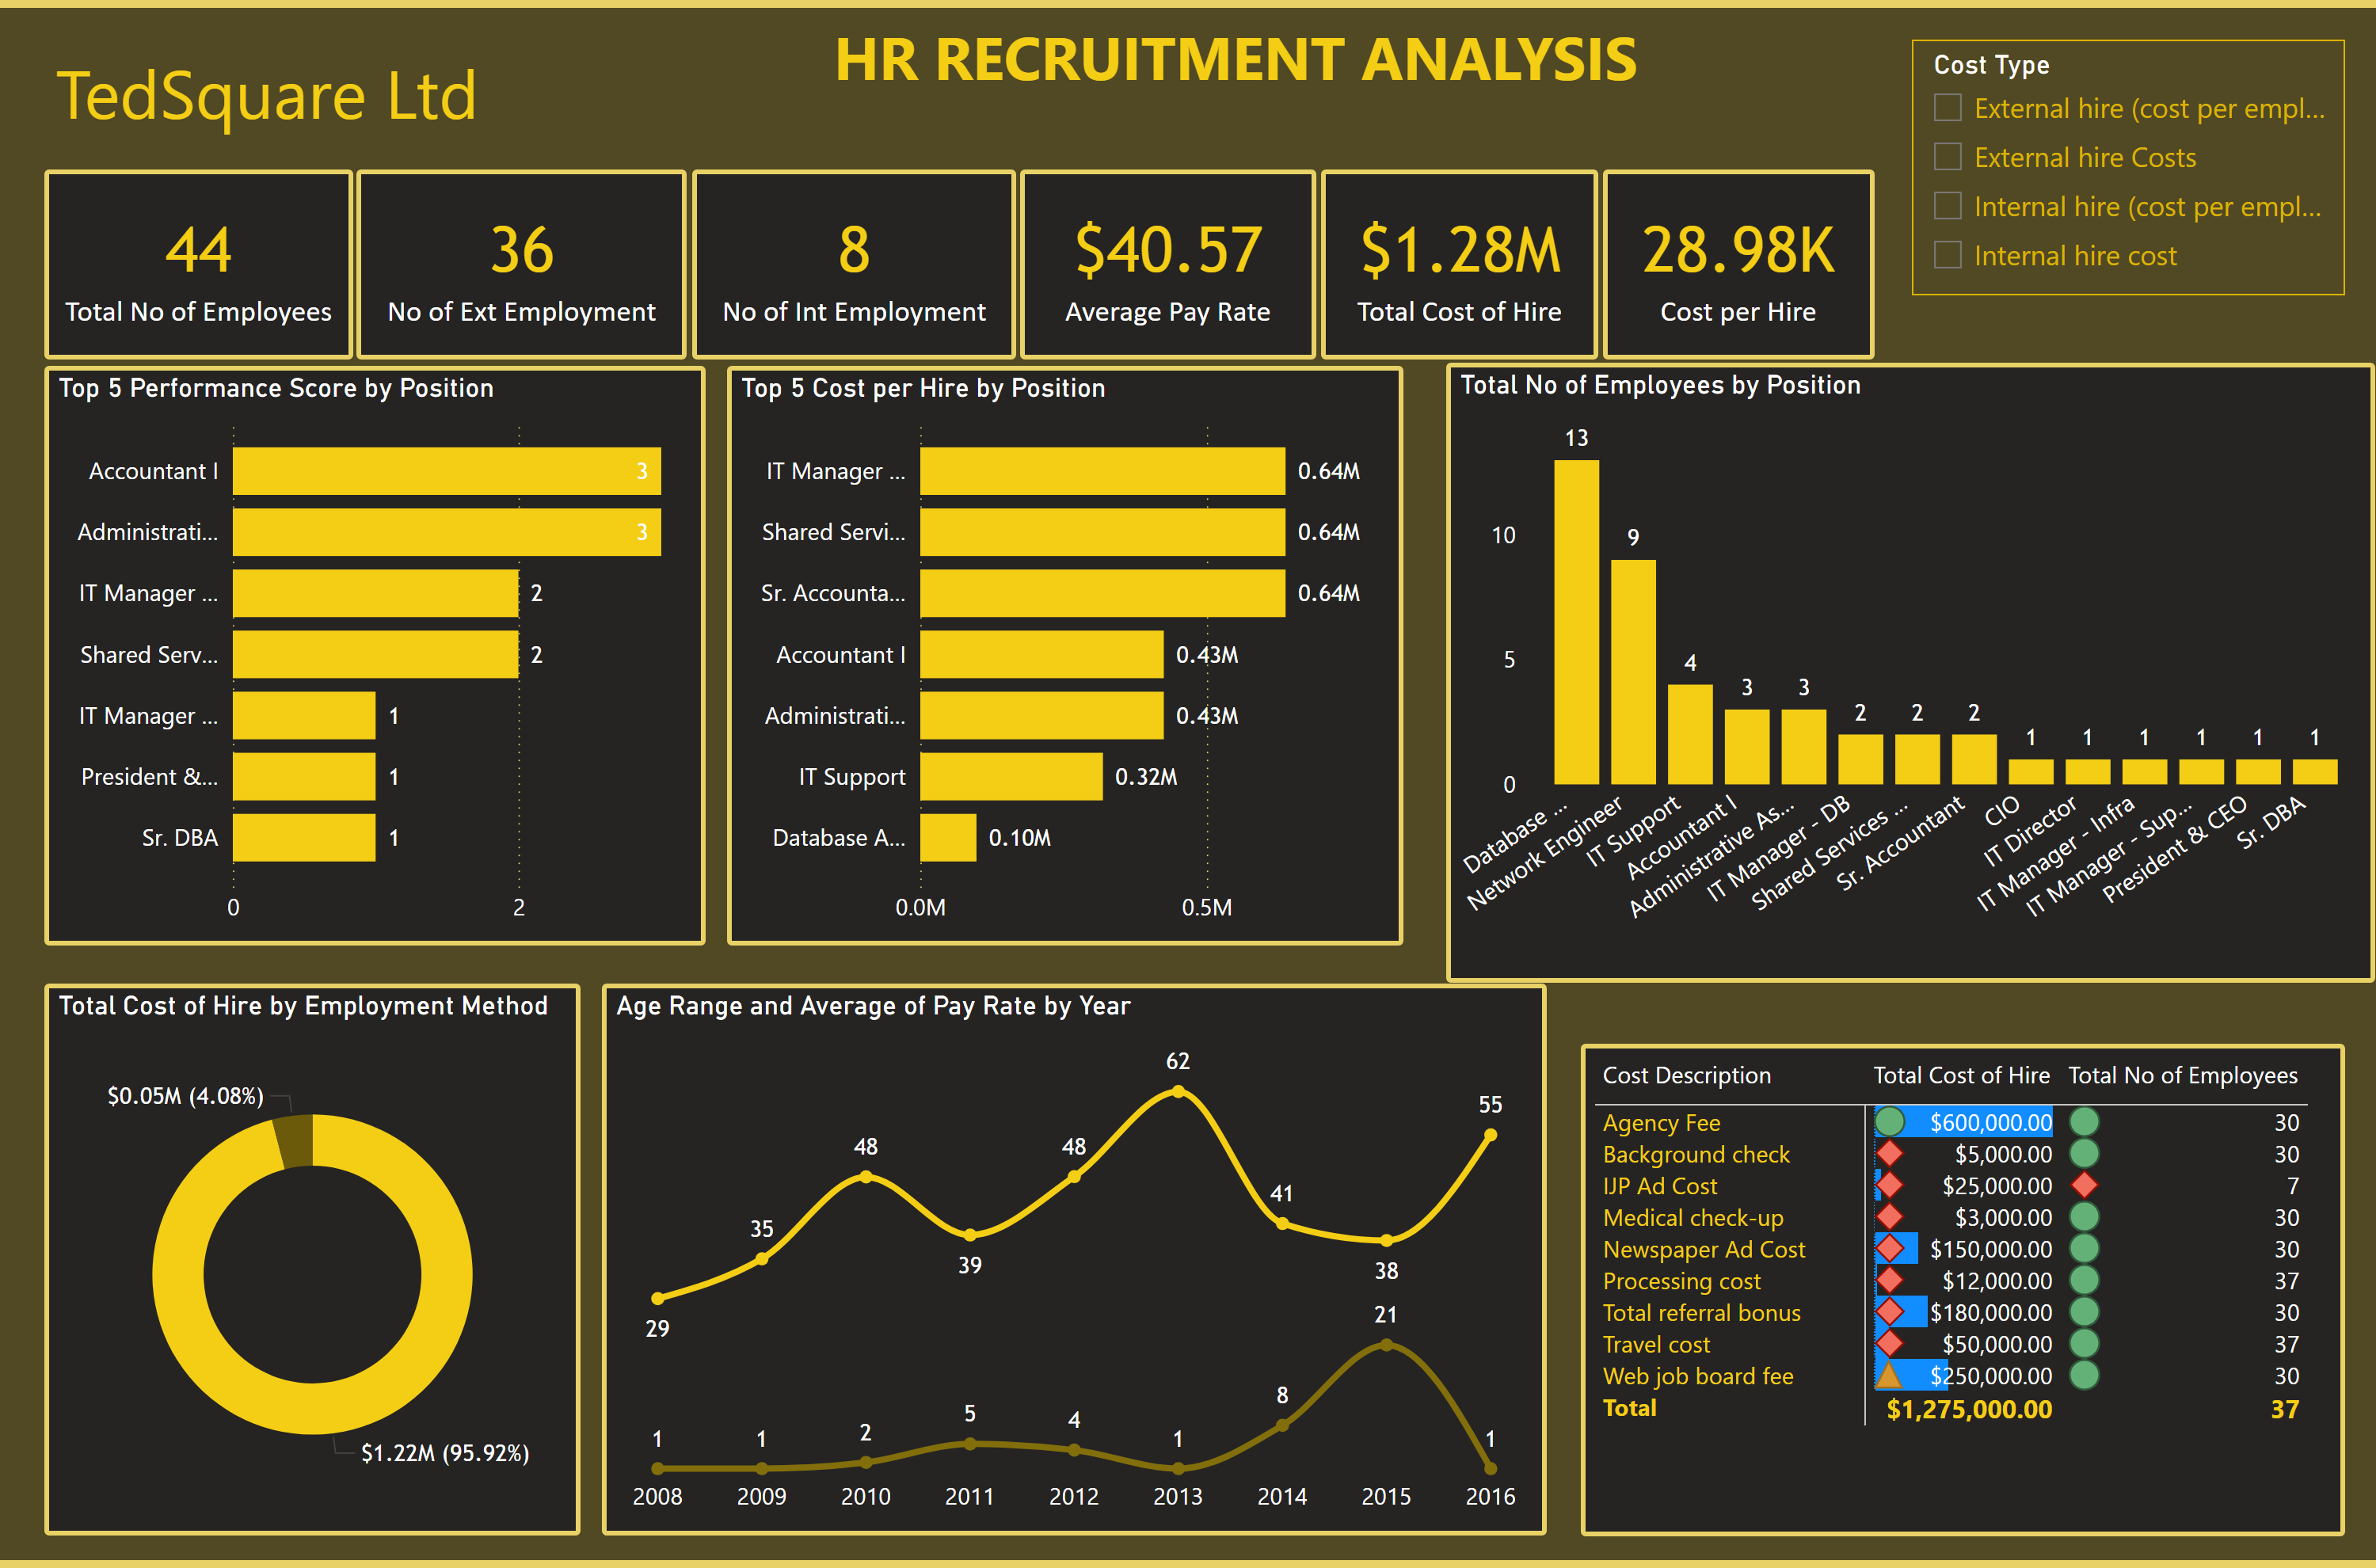 HR RECRUITMENT ANALYSIS
TedSquare Ltd
Cost Type
External hire (cost per empl...
External hire Costs
Internal hire (cost per empl...
Internal hire cost
44
Total No of Employees
36
No of Ext Employment
8
No of Int Employment
$40.57
Average Pay Rate
$1.28M
Total Cost of Hire
28.98K
Cost per Hire
Top 5 Performance Score by Position
Accountant I 3
Administrati... 3
IT Manager ... 2
Shared Serv... 2
IT Manager ... 1
President &... 1
Sr. DBA 1
0 2
Top 5 Cost per Hire by Position
IT Manager ... 0.64M
Shared Servi... 0.64M
Sr. Accounta... 0.64M
Accountant I 0.43M
Administrati... 0.43M
IT Support 0.32M
Database A... 0.10M
0.0M 0.5M
Total No of Employees by Position
10
5
0
13
9
4
3
3
2
2
2
1
1
1
1
1
1
Database ...
Network Engineer
IT Support
Accountant I
Administrative As...
IT Manager - DB
Shared Services ...
Sr. Accountant
CIO
IT Director
IT Manager - Infra
IT Manager - Sup...
President & CEO
Sr. DBA
Total Cost of Hire by Employment Method
$0.05M (4.08%)
$1.22M (95.92%)
Age Range and Average of Pay Rate by Year
29 35 48 39 48 62 41 38 55
1 1 2 5 4 1 8 21 1
2008 2009 2010 2011 2012 2013 2014 2015 2016
Cost Description Total Cost of Hire Total No of Employees
Agency Fee $600,000.00 30
Background check $5,000.00 30
IJP Ad Cost $25,000.00 7
Medical check-up $3,000.00 30
Newspaper Ad Cost $150,000.00 30
Processing cost $12,000.00 37
Total referral bonus $180,000.00 30
Travel cost $50,000.00 37
Web job board fee $250,000.00 30
Total $1,275,000.00 37